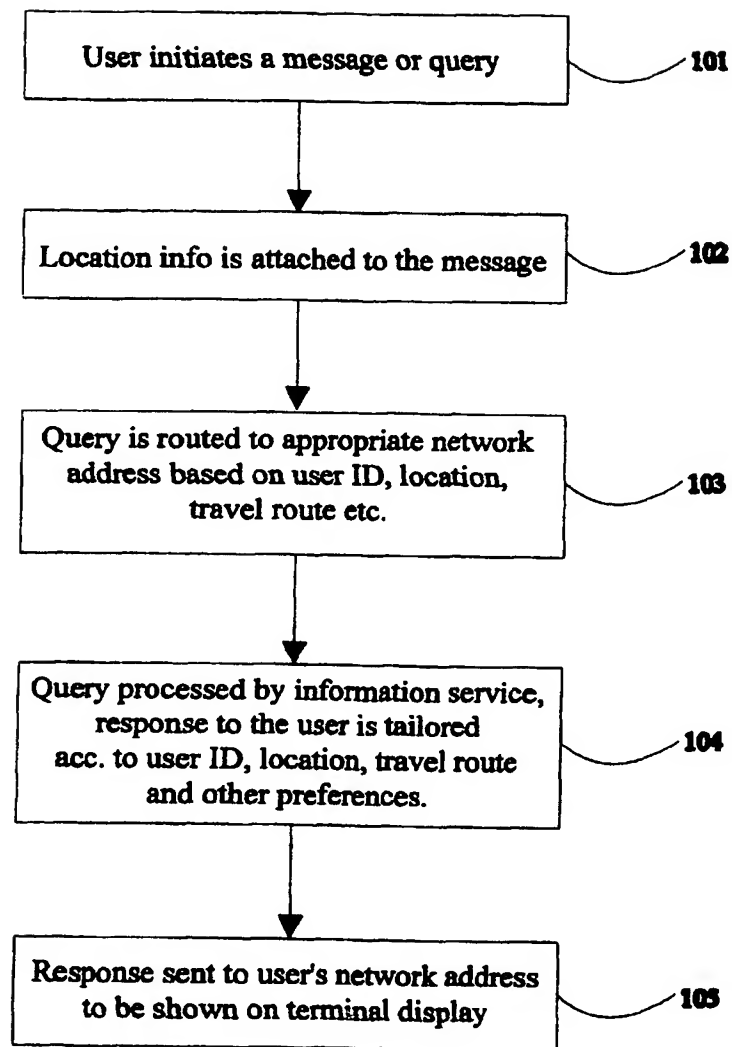 User initiates a message or query
101
Location info is attached to the message
102
Query is routed to appropriate network
address based on user ID, location,
travel route etc.
103
Query processed by information service,
response to the user is tailored
acc. to user ID, location, travel route
and other preferences.
104
Response sent to user's network address
to be shown on terminal display
105